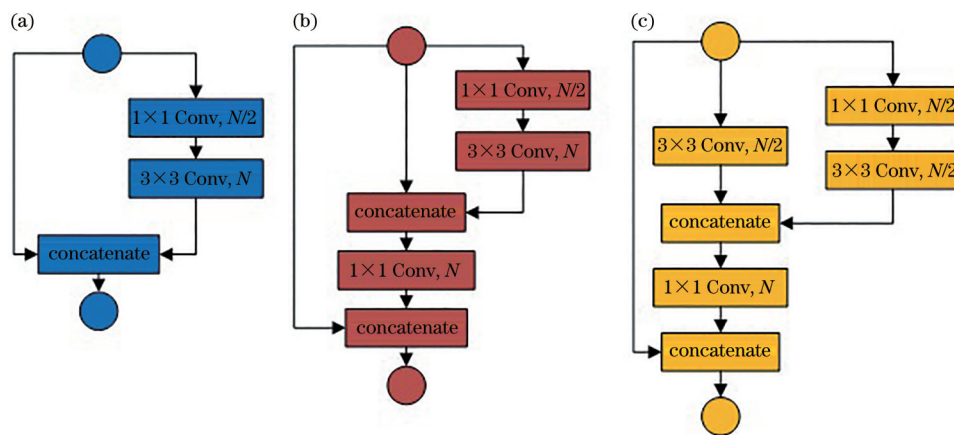 (a)
1×1 Conv, N/2
3×3 Conv, N
concatenate
(b)
1×1 Conv, N/2
3×3 Conv, N
concatenate
1×1 Conv, N
concatenate
(c)
1×1 Conv, N/2
3×3 Conv, N/2
3×3 Conv, N/2
concatenate
1×1 Conv, N
concatenate